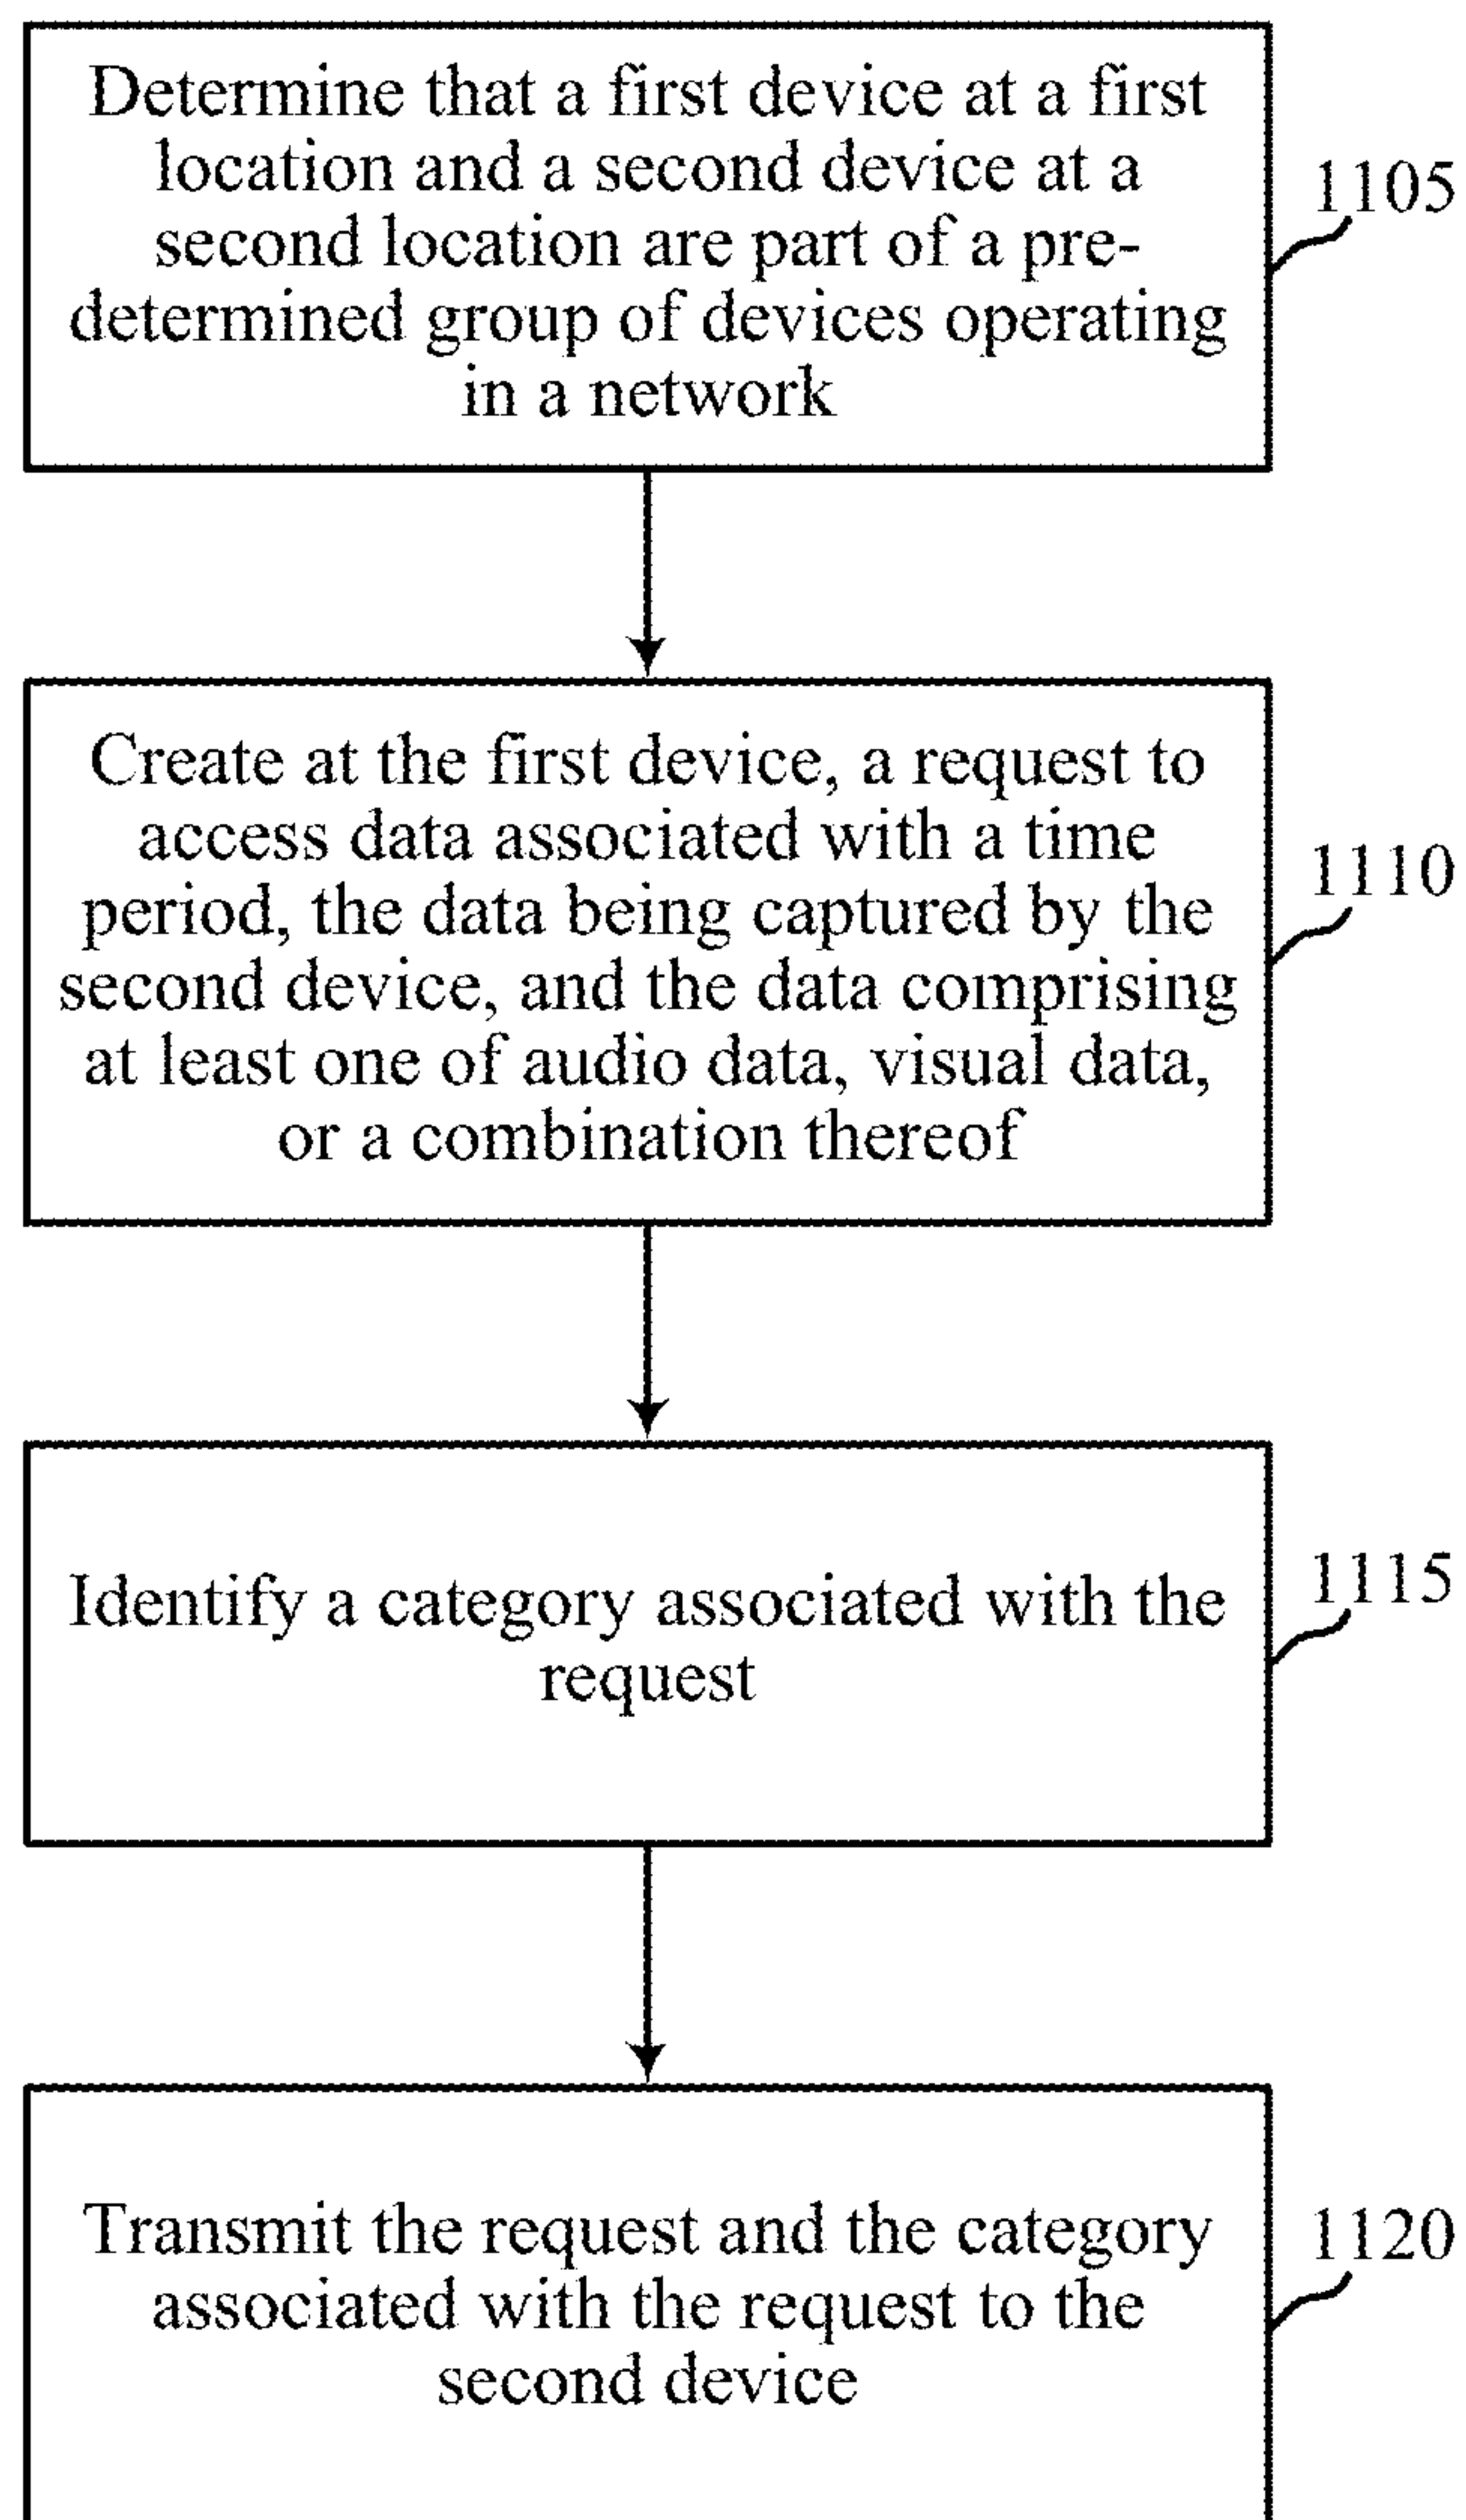 Determine that a first device at a first
location and a second device at a
second location are part of a pre-
determined group of devices operating
in a network
1105
Create at the first device, a request to
access data associated with a time
period, the data being captured by the
second device, and the data comprising
at least one of audio data, visual data,
or a combination thereof
1110
Identify a category associated with the
request
1115
Transmit the request and the category
associated with the request to the
second device
1120